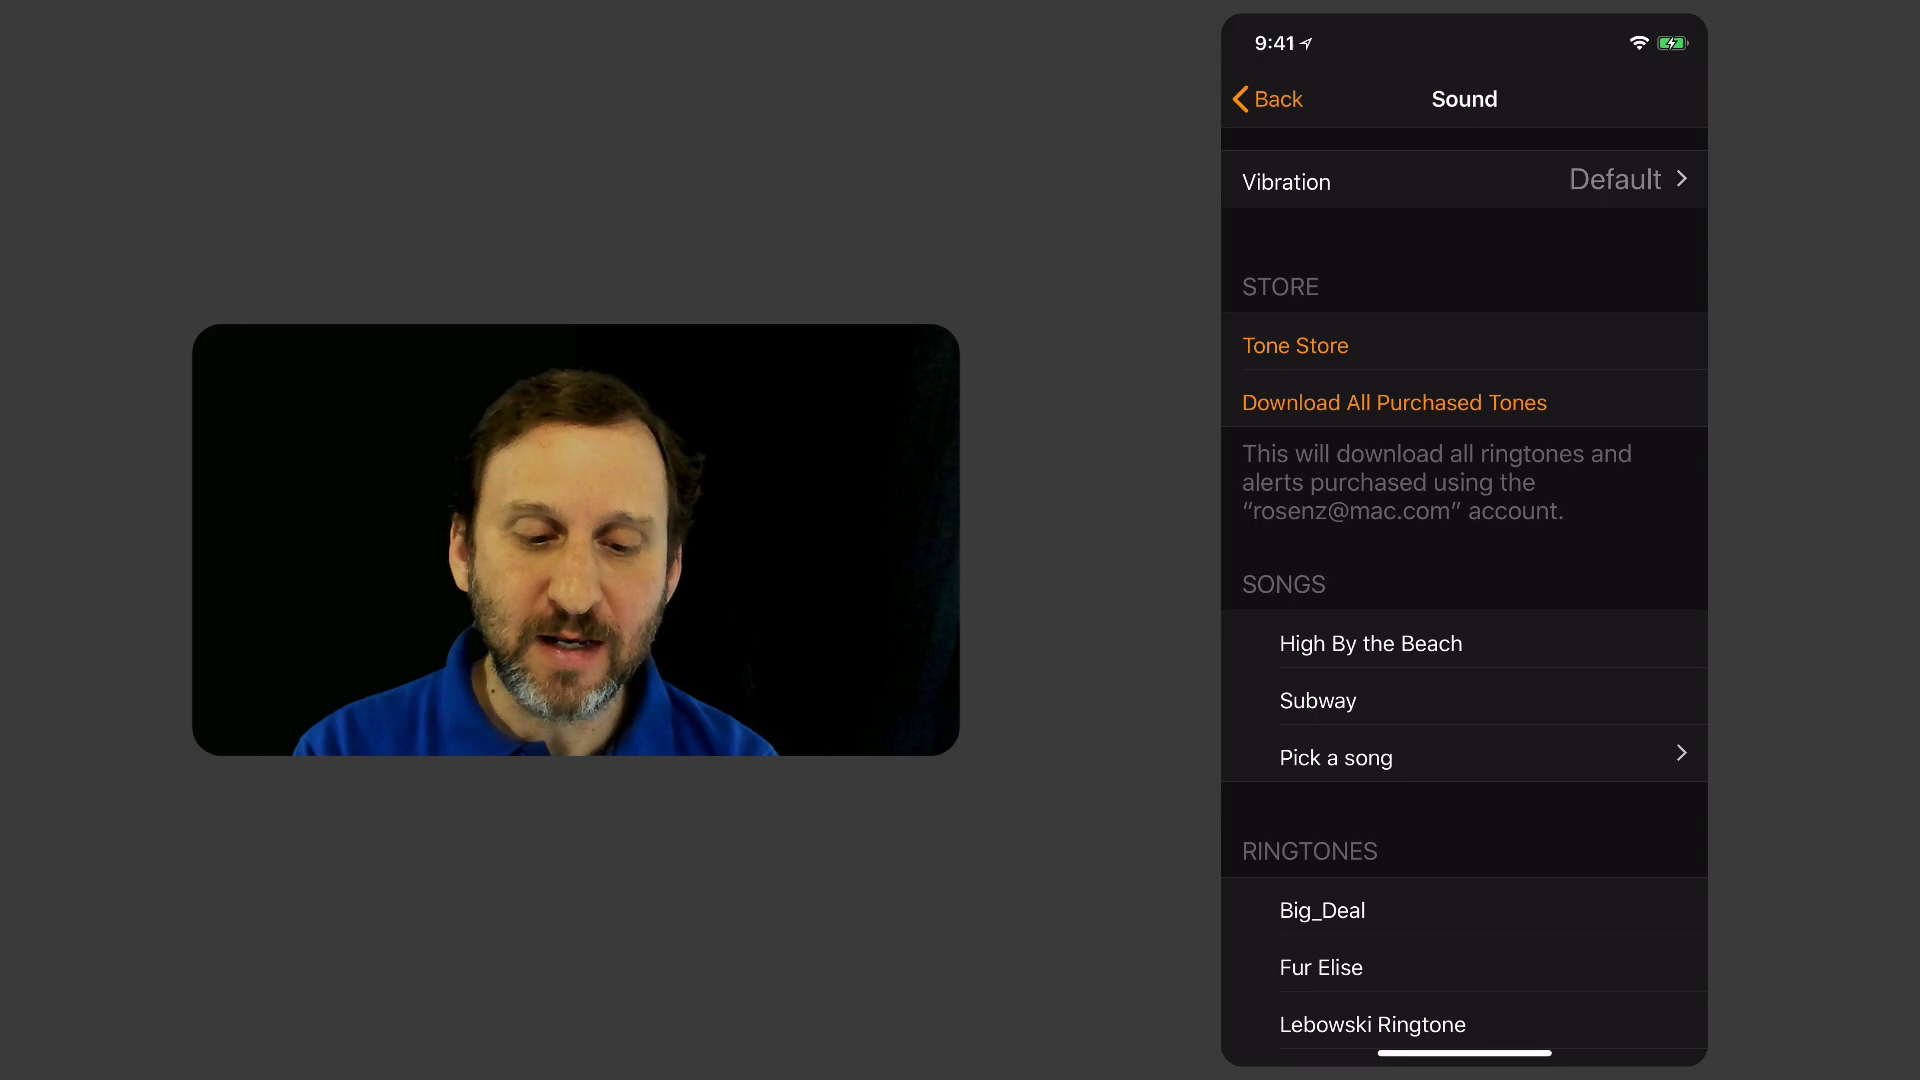 9:41
Back
Sound
Vibration
Default
STORE
Tone Store
Download All Purchased Tones
This will download all ringtones and
alerts purchased using the
“rosenz@mac.com” account.
SONGS
High By the Beach
Subway
Pick a song
RINGTONES
Big_Deal
Fur Elise
Lebowski Ringtone